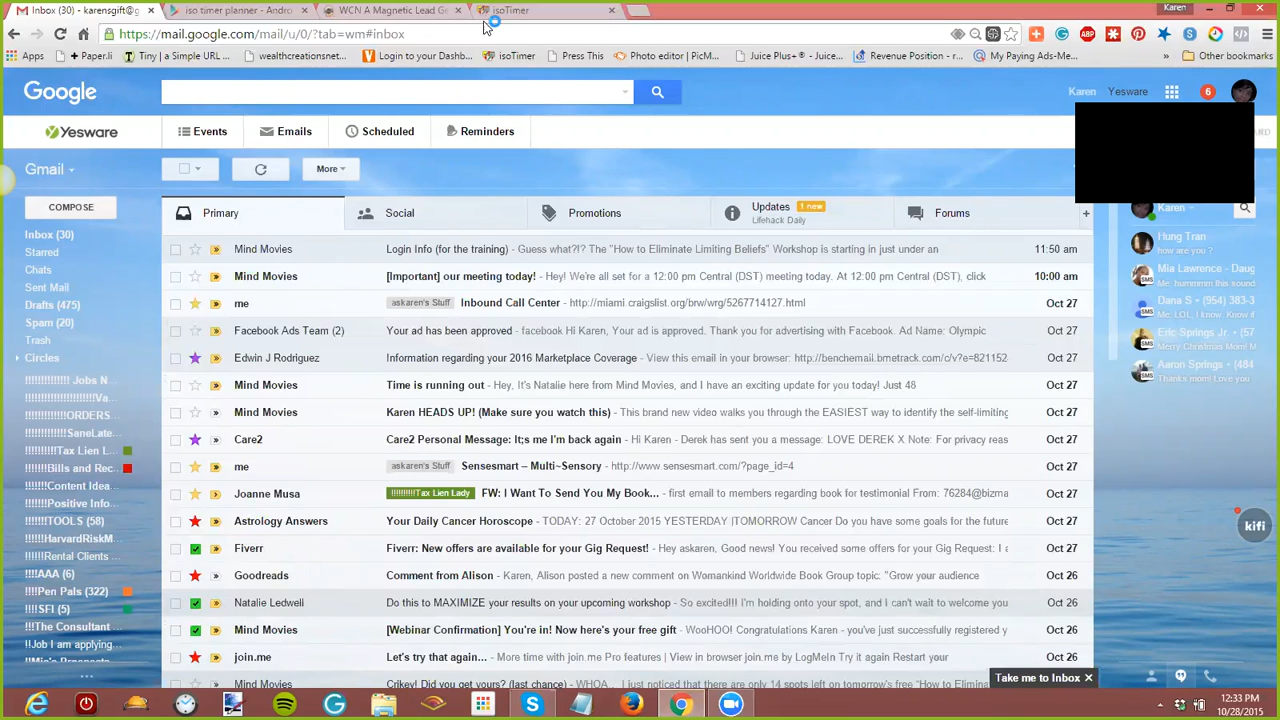 Inbox (30) - karensgift@g
iso timer planner - Andro
WCN A Magnetic Lead Ge
isoTimer
Karen
https://mail.google.com/mail/u/0/?tab=wm#inbox
Apps
+ Paper.li
Tiny | a Simple URL ...
wealthcreationsnet...
Login to your Dashb...
isoTimer
Press This
Photo editor | PicM...
Juice Plus+® - Juice...
Revenue Position - r...
My Paying Ads-Me...
Other bookmarks
Google
Karen
Yesware
6
Yesware
Events
Emails
Scheduled
Reminders
Gmail
More
COMPOSE
Primary
Social
Promotions
Updates 1 new
Lifehack Daily
Forums
+
Karen
Inbox (30)
Starred
Chats
Sent Mail
Drafts (475)
Spam (20)
Trash
Circles
!!!!!!!!!!!!! Jobs N...
!!!!!!!!!!!!!!!!!!!!!Va...
!!!!!!!!!!!!!ORDERS...
!!!!!!!!!!!!!SaneLate...
!!!!!!!!!Tax Lien L...
!!!!!!!!Bills and Rec...
!!!!!!!Content Idea...
!!!!!!!Positive Info...
!!!!!!TOOLS (58)
!!!!!!HarvardRiskM...
!!!!!Rental Clients ...
!!!!AAA (6)
!!!!Pen Pals (322)
!!!!SFI (5)
!!!The Consultant ...
!!Job I am applying...
Mind Movies Login Info (for the training) - Guess what?!? The "How to Eliminate Limiting Beliefs" Workshop is starting in just under an 11:50 am
Mind Movies [Important] our meeting today! - Hey! We're all set for a 12:00 pm Central (DST) meeting today. At 12:00 pm Central (DST), click 10:00 am
me askaren's Stuff Inbound Call Center - http://miami.craigslist.org/brw/wrg/5267714127.html Oct 27
Facebook Ads Team (2) Your ad has been approved - facebook Hi Karen, Your ad is approved. Thank you for advertising with Facebook. Ad Name: Olympic Oct 27
Edwin J Rodriguez Information regarding your 2016 Marketplace Coverage - View this email in your browser: http://benchemail.bmetrack.com/c/v?e=821152 Oct 27
Mind Movies Time is running out - Hey, It's Natalie here from Mind Movies, and I have an exciting update for you today! Just 48 Oct 27
Mind Movies Karen HEADS UP! (Make sure you watch this) - This brand new video walks you through the EASIEST way to identify the self-limiting Oct 27
Care2 Care2 Personal Message: It;s me I'm back again - Hi Karen - Derek has sent you a message: LOVE DEREK X Note: For privacy reas Oct 27
me askaren's Stuff Sensesmart – Multi~Sensory - http://www.sensesmart.com/?page_id=4 Oct 27
Joanne Musa !!!!!!!!!Tax Lien Lady FW: I Want To Send You My Book... - first email to members regarding book for testimonial From: 76284@bizma Oct 27
Astrology Answers Your Daily Cancer Horoscope - TODAY: 27 October 2015 YESTERDAY |TOMORROW Cancer Do you have some goals for the future Oct 27
Fiverr Fiverr: New offers are available for your Gig Request! - Hey askaren, Good news! You received some offers for your Gig Request: I a Oct 27
Goodreads Comment from Alison - Karen, Alison posted a new comment on Womankind Worldwide Book Group topic: "Grow your audience Oct 26
Natalie Ledwell Do this to MAXIMIZE your results on your upcoming workshop - So excited!!! I'm holding onto your spot, and I can't wait to welcome you Oct 26
Mind Movies [Webinar Confirmation] You're in! Now here's your free gift - WooHOO! Congratulations Karen - you've just successfully registered y Oct 26
join.me Let's try that again... - More time with join.me Pro features | View in browser join.me by LogMeIn Try it again Restart your Oct 26
Hung Tran
how are you ?
Mia Lawrence - Daug
Mom: hummmm this sound
Dana S • (954) 383-3
Me: LOL, I know. Don't wo
Eric Springs Jr. • (57
Merry Christmas Mom! M
Aaron Springs • (484
Thanks mom! Love you
kifi
Take me to Inbox ✕
12:33 PM
10/28/2015